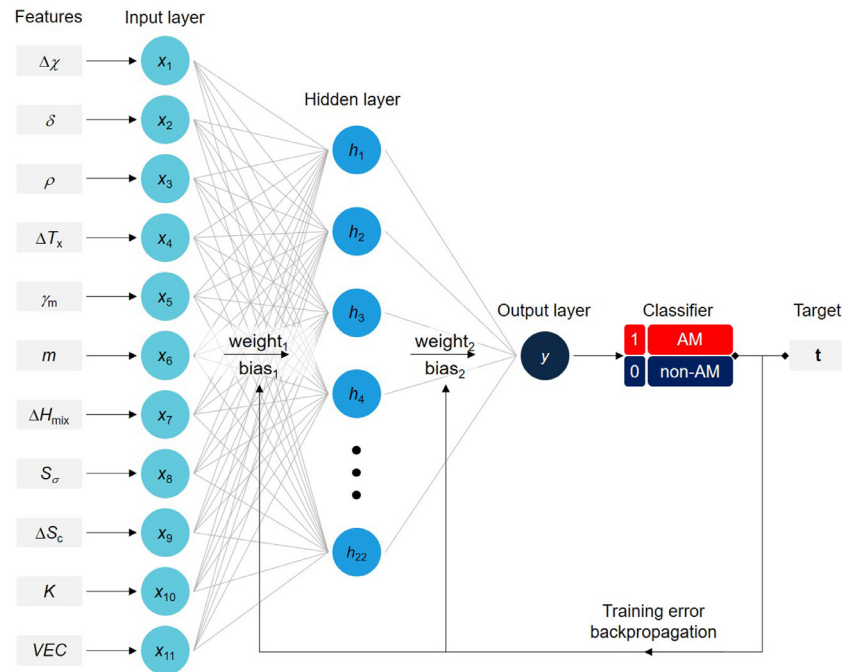 Features
Input layer
Δχ
x₁
δ
x₂
Hidden layer
h₁
ρ
x₃
ΔTₓ
x₄
h₂
γₘ
x₅
h₃
Output layer
Classifier
Target
m
x₆
weight₁
bias₁
weight₂
bias₂
y
1 AM
0 non-AM
t
ΔHₘᵢₓ
x₇
h₄
S_σ
x₈
ΔS_c
x₉
h₂₂
K
x₁₀
Training error
backpropagation
VEC
x₁₁